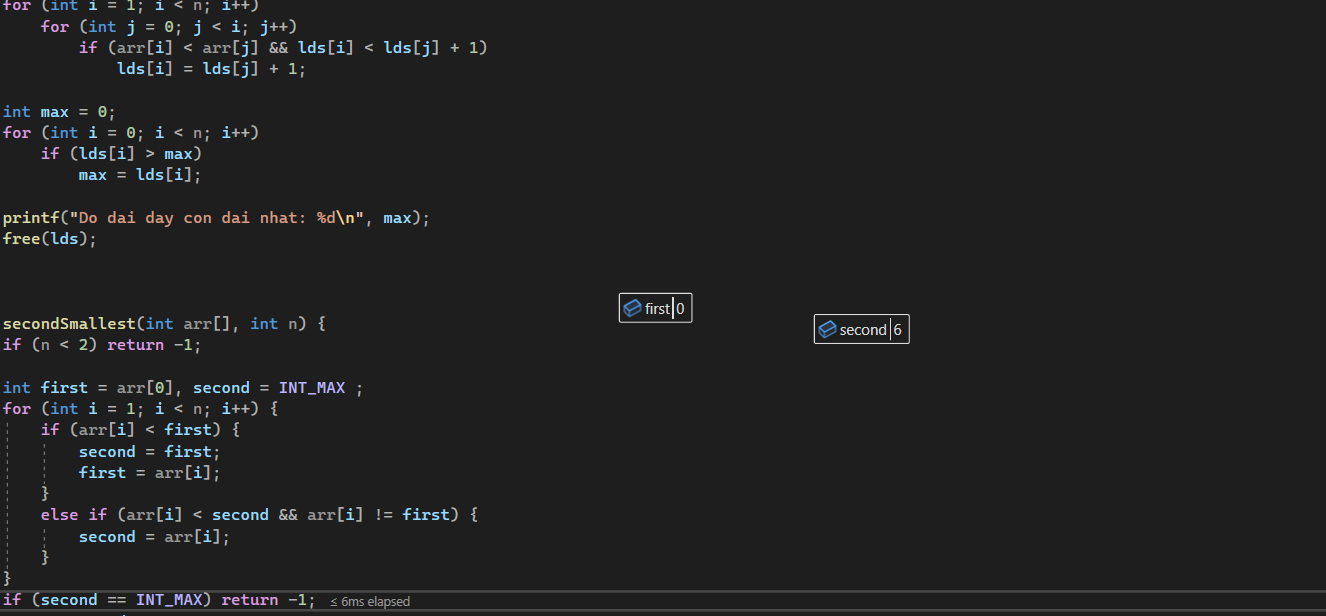 for (int i = 1; i < n; i++)
for (int j = 0; j < i; j++)
if (arr[i] < arr[j] && lds[i] < lds[j] + 1)
lds[i] = lds[j] + 1;
int max = 0;
for (int i = 0; i < n; i++)
if (lds[i] > max)
max = lds[i];
printf("Do dai day con dai nhat: %d\n", max);
free(lds);
first 0
secondSmallest(int arr[], int n) {
second 6
if (n < 2) return -1;
int first = arr[0], second = INT_MAX ;
for (int i = 1; i < n; i++) {
if (arr[i] < first) {
second = first;
first = arr[i];
}
else if (arr[i] < second && arr[i] != first) {
second = arr[i];
}
}
if (second == INT_MAX) return -1; ≤ 6ms elapsed